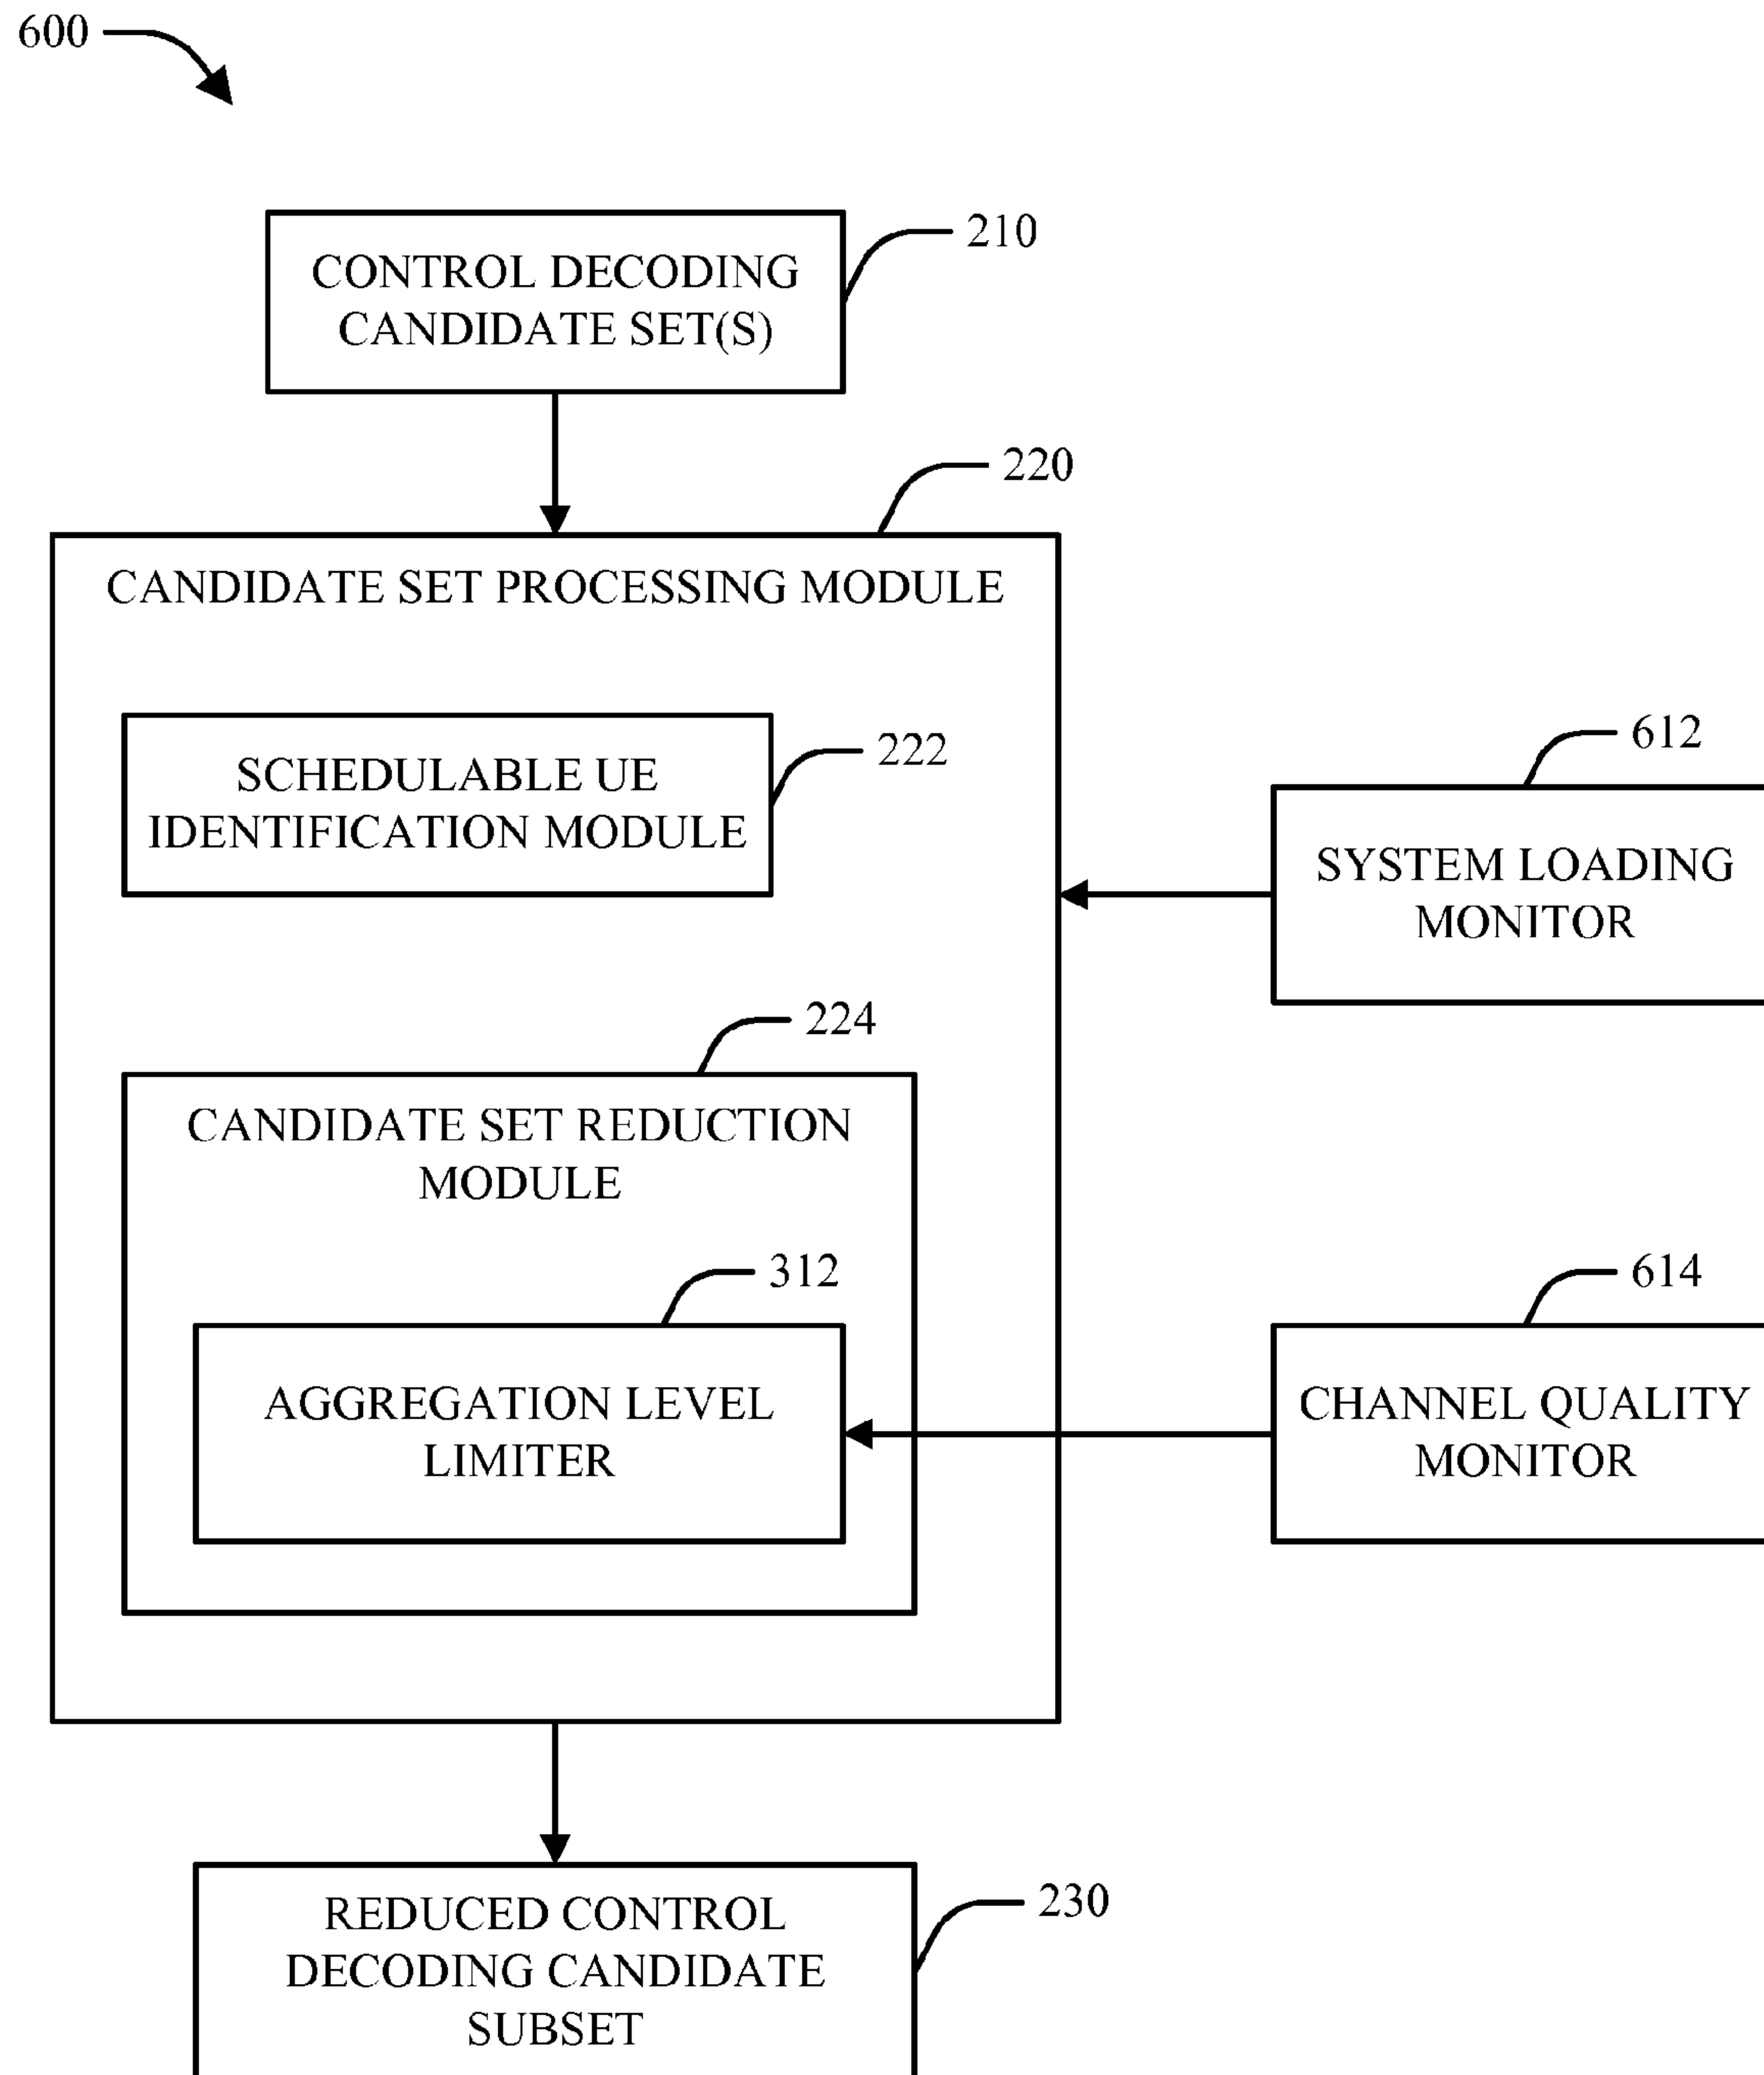 600
210
CONTROL DECODING
CANDIDATE SET(S)
220
CANDIDATE SET PROCESSING MODULE
222
SCHEDULABLE UE
IDENTIFICATION MODULE
612
SYSTEM LOADING
MONITOR
224
CANDIDATE SET REDUCTION
MODULE
312
AGGREGATION LEVEL
LIMITER
614
CHANNEL QUALITY
MONITOR
230
REDUCED CONTROL
DECODING CANDIDATE
SUBSET